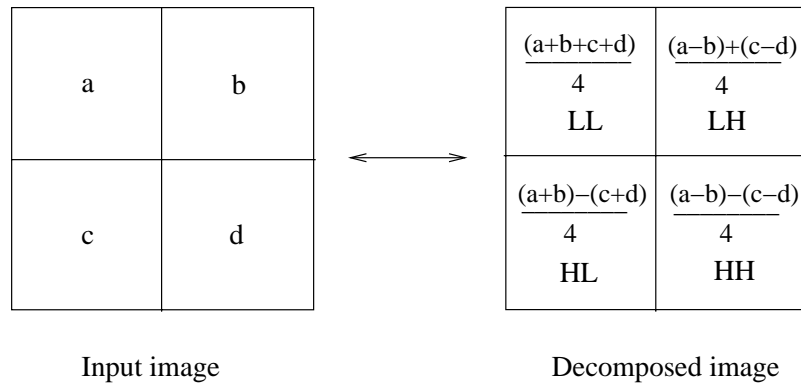 a
b
c
d
(a+b+c+d)
4
LL
(a−b)+(c−d)
4
LH
(a+b)−(c+d)
4
HL
(a−b)−(c−d)
4
HH
Input image
Decomposed image